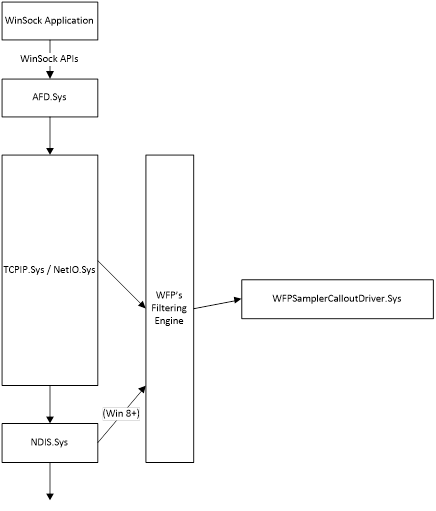 WinSock Application
WinSock APIs
AFD.Sys
TCPIP.Sys / NetIO.Sys
WFP's
Filtering
Engine
WFPSamplerCalloutDriver.Sys
(Win 8+)
NDIS.Sys